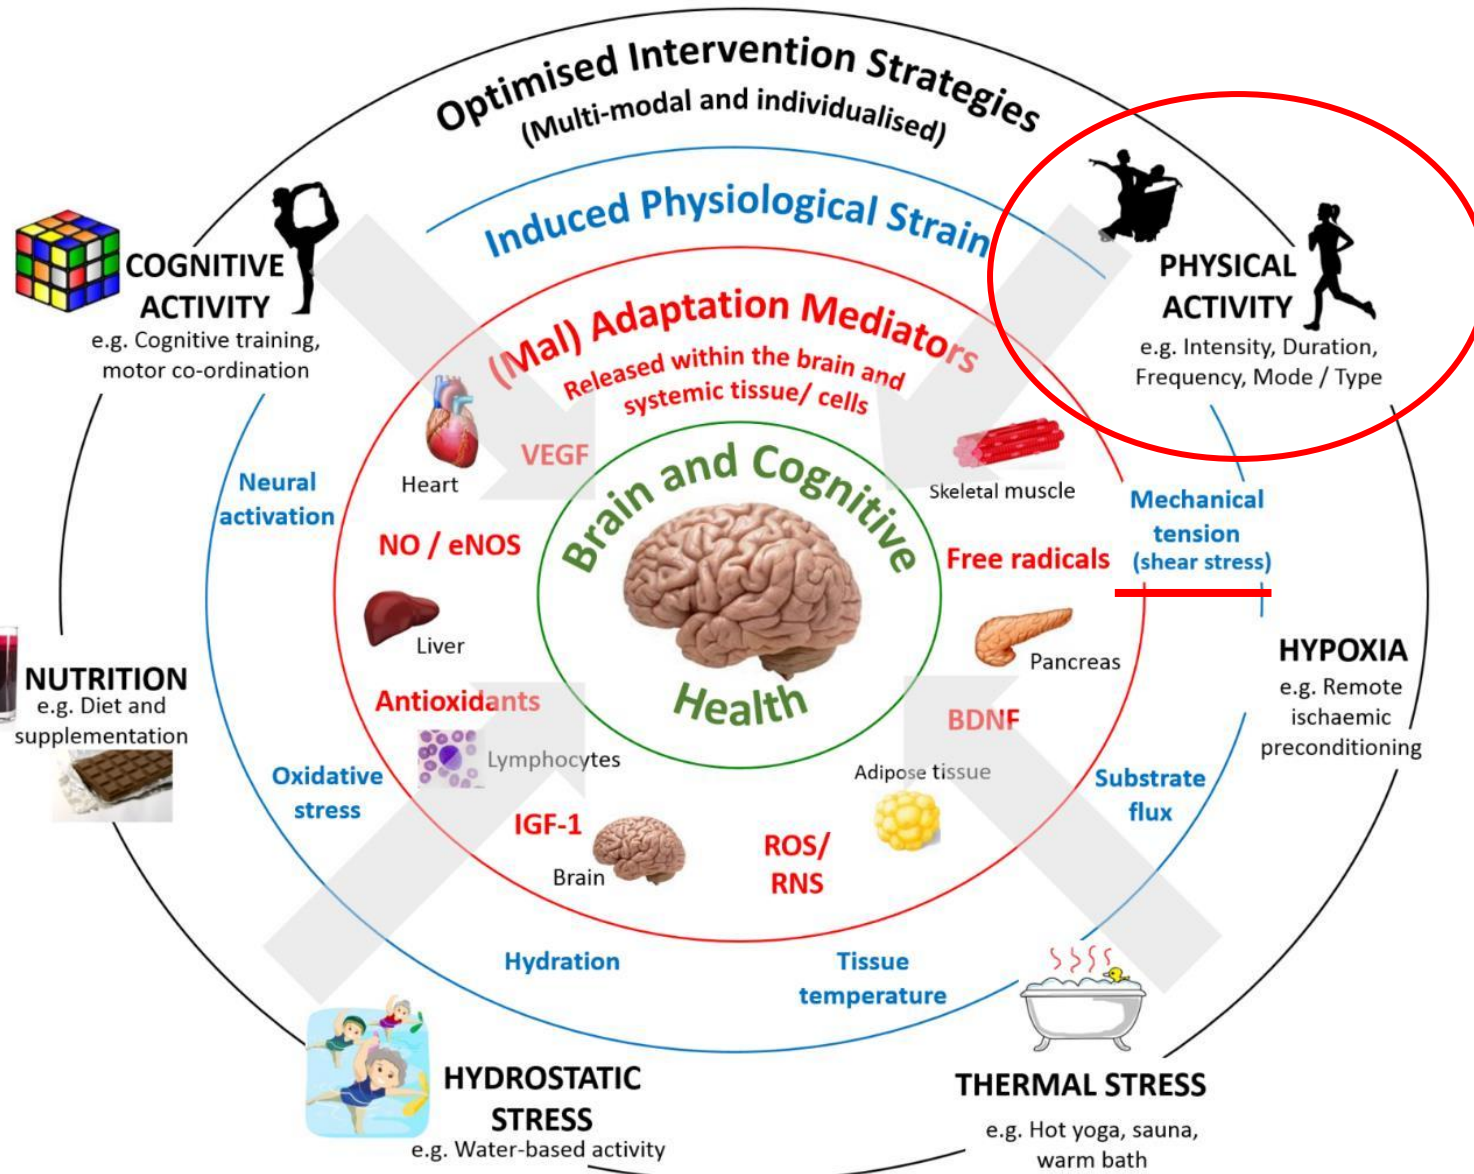 Optimised Intervention Strategies
(Multi-modal and individualised)
Induced Physiological Strain
(Mal) Adaptation Mediators
Released within the brain and
systemic tissue/ cells
Brain and Cognitive
Health
COGNITIVE
ACTIVITY
e.g. Cognitive training,
motor co-ordination
PHYSICAL
ACTIVITY
e.g. Intensity, Duration,
Frequency, Mode / Type
Neural
activation
Heart
VEGF
NO / eNOS
Liver
Antioxidants
Lymphocytes
IGF-1
Brain
ROS/
RNS
Adipose tissue
BDNF
Pancreas
Free radicals
Skeletal muscle
Mechanical
tension
(shear stress)
HYPOXIA
e.g. Remote
ischaemic
preconditioning
Substrate
flux
NUTRITION
e.g. Diet and
supplementation
Oxidative
stress
Hydration
Tissue
temperature
HYDROSTATIC
STRESS
e.g. Water-based activity
THERMAL STRESS
e.g. Hot yoga, sauna,
warm bath